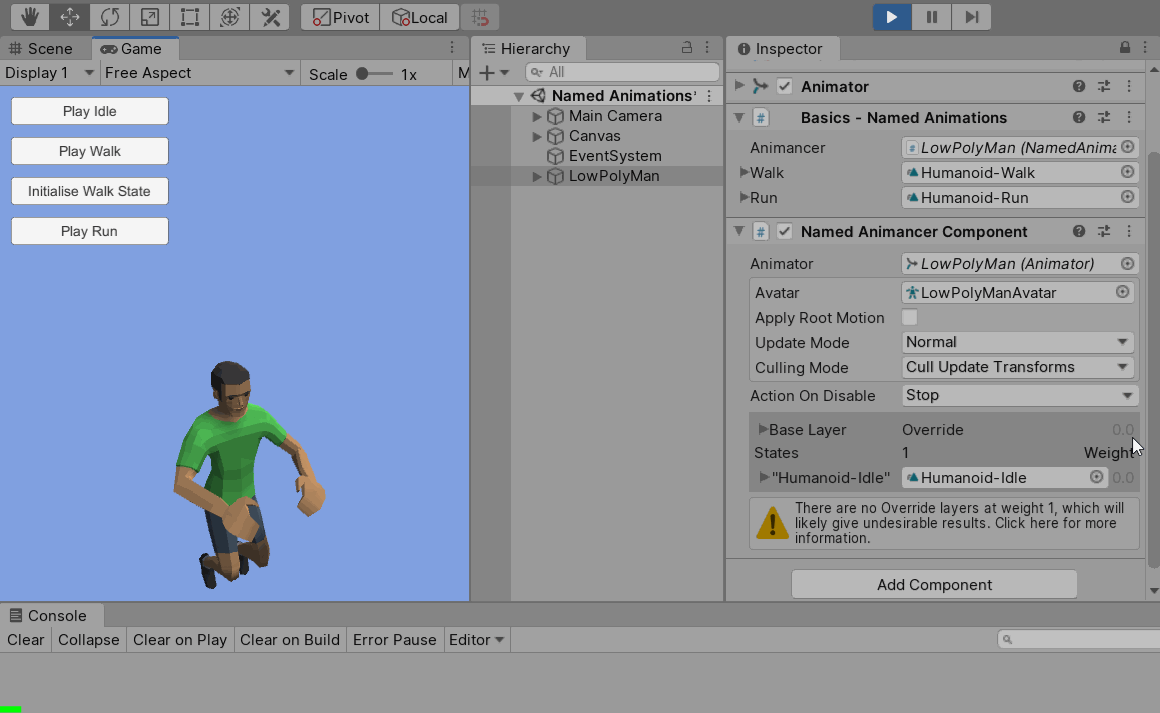 Pivot
Local
Scene
Game
Display 1
Free Aspect
Scale
1x
M
Play Idle
Play Walk
Initialise Walk State
Play Run
Hierarchy
All
Named Animations
Main Camera
Canvas
EventSystem
LowPolyMan
Inspector
Animator
# Basics - Named Animations
Animancer # LowPolyMan (NamedAnima
Walk Humanoid-Walk
Run Humanoid-Run
# Named Animancer Component
Animator LowPolyMan (Animator)
Avatar LowPolyManAvatar
Apply Root Motion
Update Mode Normal
Culling Mode Cull Update Transforms
Action On Disable Stop
Base Layer Override 0.0
States 1 Weight
"Humanoid-Idle" Humanoid-Idle 0.0
There are no Override layers at weight 1, which will
likely give undesirable results. Click here for more
information.
Add Component
Console
Clear Collapse Clear on Play Clear on Build Error Pause Editor